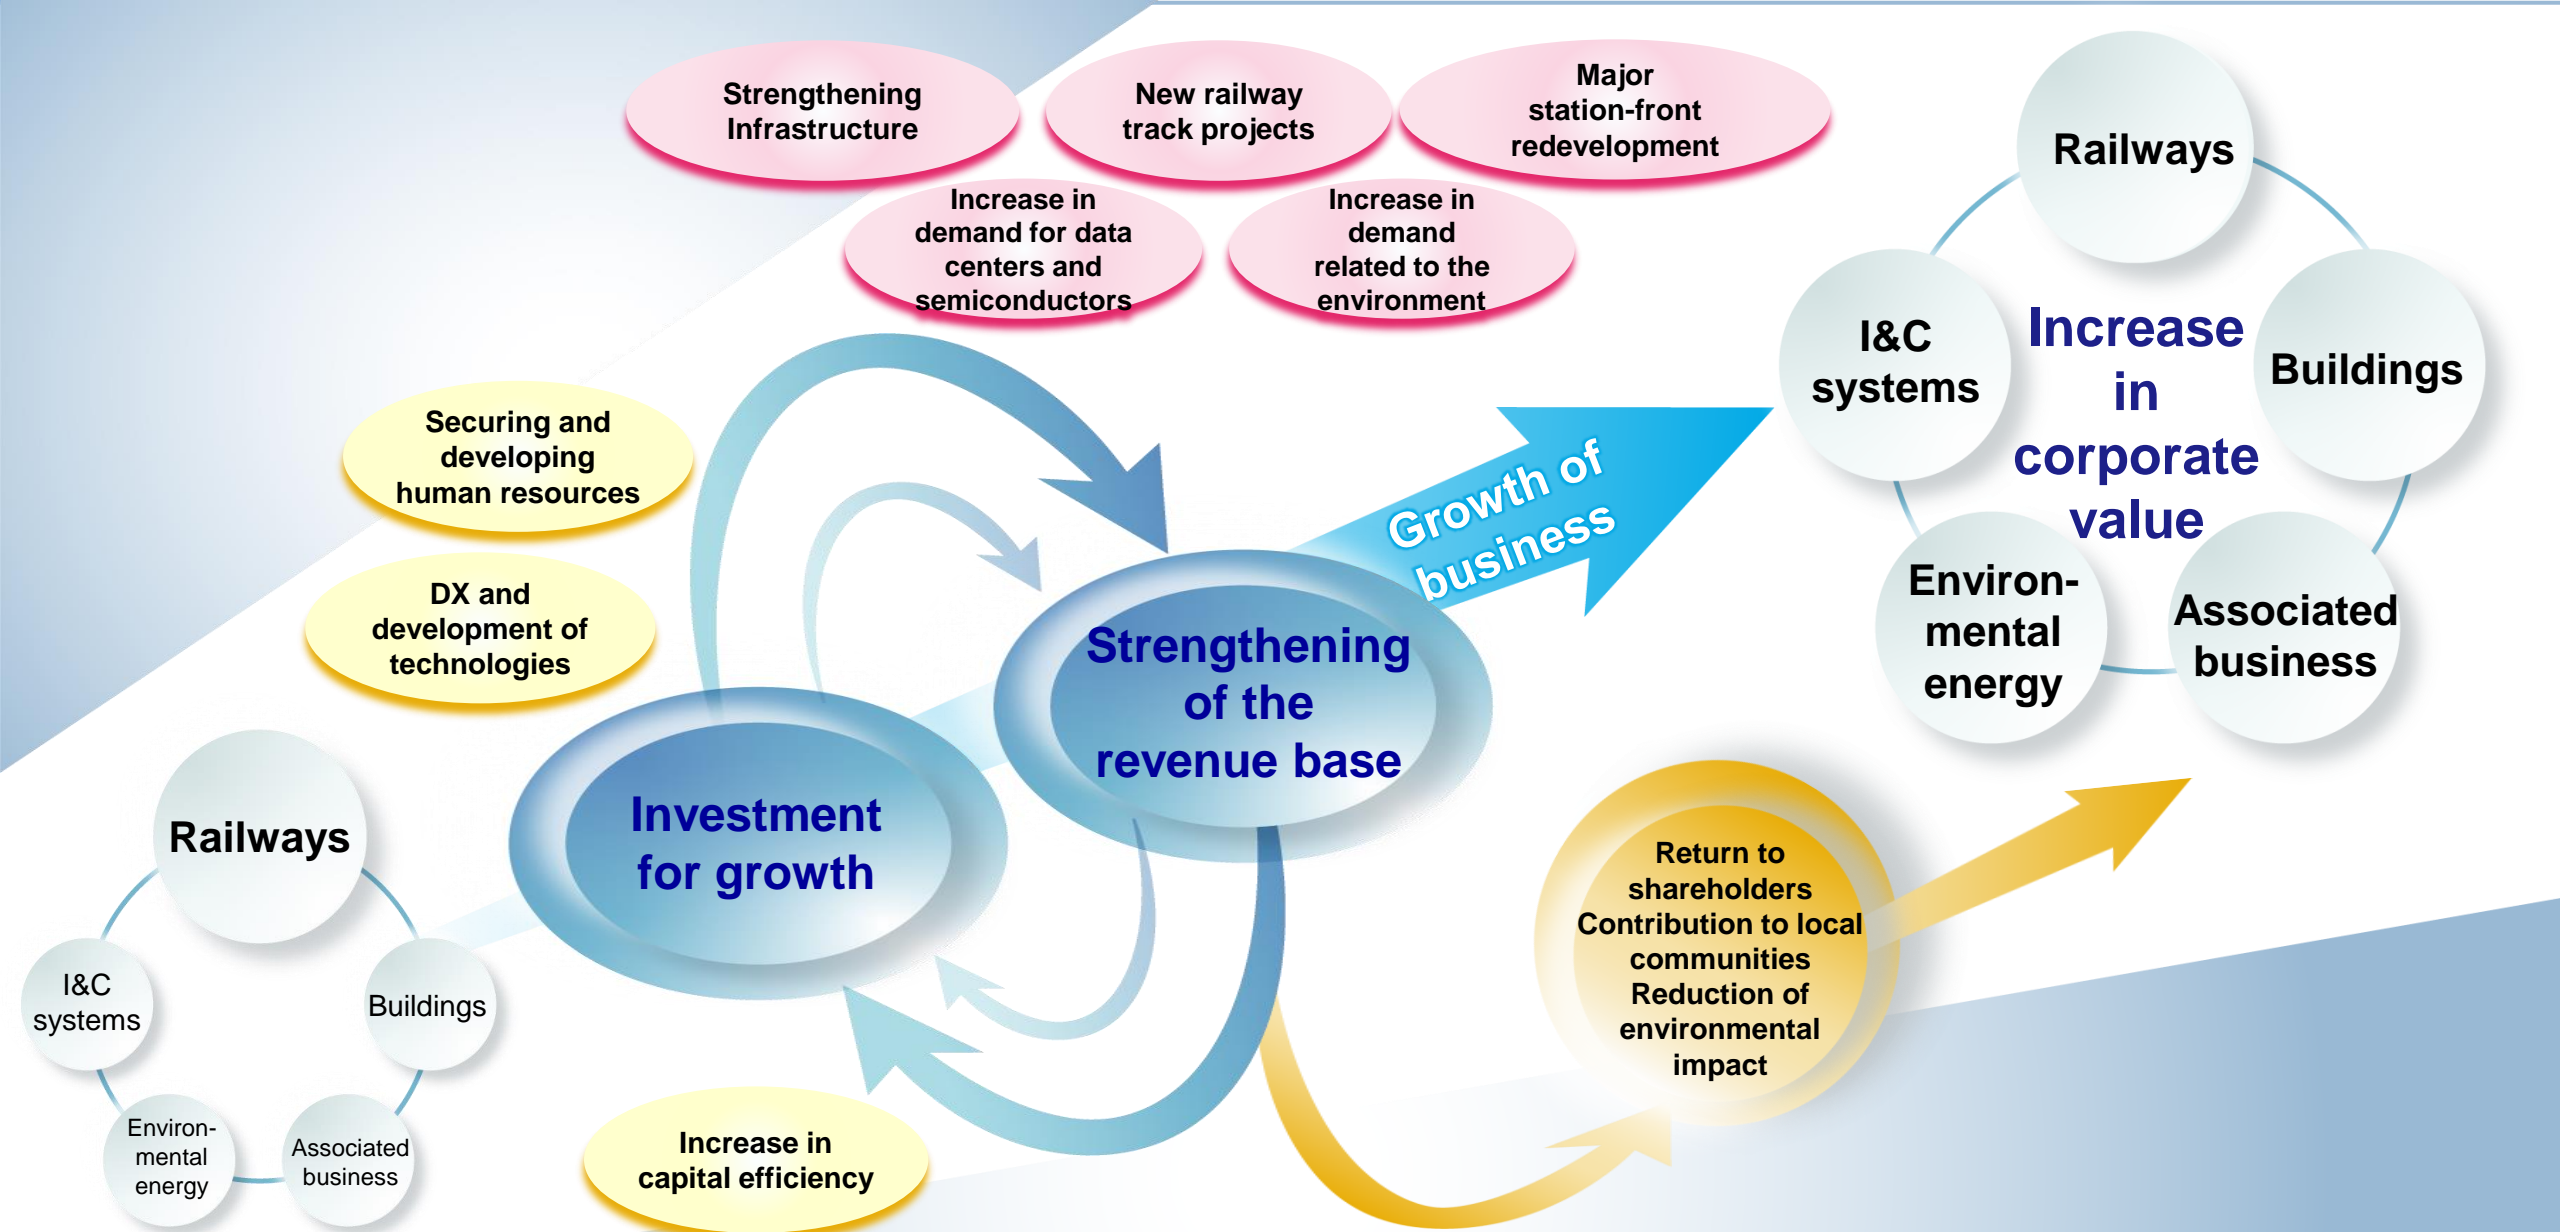 Strengthening
Infrastructure
New railway
track projects
Major
station-front
redevelopment
Increase in
demand for data
centers and
semiconductors
Increase in
demand
related to the
environment
Securing and
developing
human resources
DX and
development of
technologies
Railways
I&C
systems
Buildings
Environ-
mental
energy
Associated
business
Investment
for growth
Strengthening
of the
revenue base
Growth of
business
Increase in
capital efficiency
Return to
shareholders
Contribution to local
communities
Reduction of
environmental
impact
Railways
I&C
systems
Increase
in
corporate
value
Buildings
Environ-
mental
energy
Associated
business